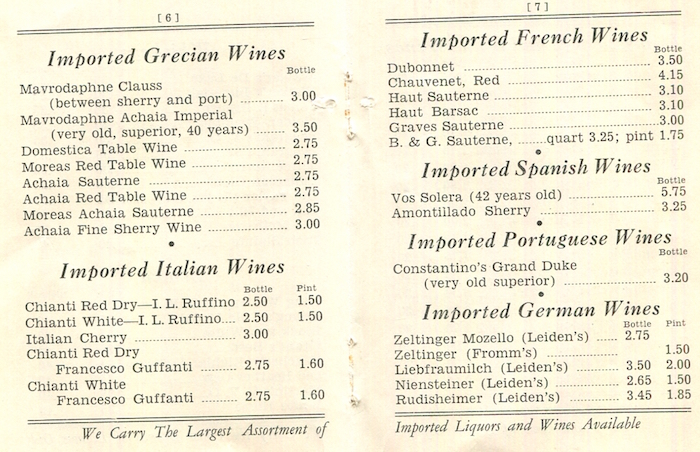 [ 6 ]
Imported Grecian Wines
Bottle
Mavrodaphne Clauss
(between sherry and port) .......... 3.00
Mavrodaphne Achaia Imperial
(very old, superior, 40 years) ........ 3.50
Domestica Table Wine .......... 2.75
Moreas Red Table Wine .......... 2.75
Achaia Sauterne .......... 2.75
Achaia Red Table Wine .......... 2.75
Moreas Achaia Sauterne .......... 2.85
Achaia Fine Sherry Wine .......... 3.00
Imported Italian Wines
Bottle Pint
Chianti Red Dry—I. L. Ruffino 2.50 1.50
Chianti White—I. L. Ruffino.... 2.50 1.50
Italian Cherry .......... 3.00
Chianti Red Dry
Francesco Guffanti .......... 2.75 1.60
Chianti White
Francesco Guffanti .......... 2.75 1.60
We Carry The Largest Assortment of
[ 7 ]
Imported French Wines
Bottle
Dubonnet .......... 3.50
Chauvenet, Red .......... 4.15
Haut Sauterne .......... 3.10
Haut Barsac .......... 3.10
Graves Sauterne .......... 3.00
B. & G. Sauterne, ......quart 3.25; pint 1.75
Imported Spanish Wines
Bottle
Vos Solera (42 years old) .......... 5.75
Amontillado Sherry .......... 3.25
Imported Portuguese Wines
Bottle
Constantino's Grand Duke
(very old superior) .......... 3.20
Imported German Wines
Bottle Pint
Zeltinger Mozello (Leiden's) ...... 2.75
Zeltinger (Fromm's) .......... 1.50
Liebfraumilch (Leiden's) .......... 3.50 2.00
Niensteiner (Leiden's) .......... 2.65 1.50
Rudisheimer (Leiden's) .......... 3.45 1.85
Imported Liquors and Wines Available